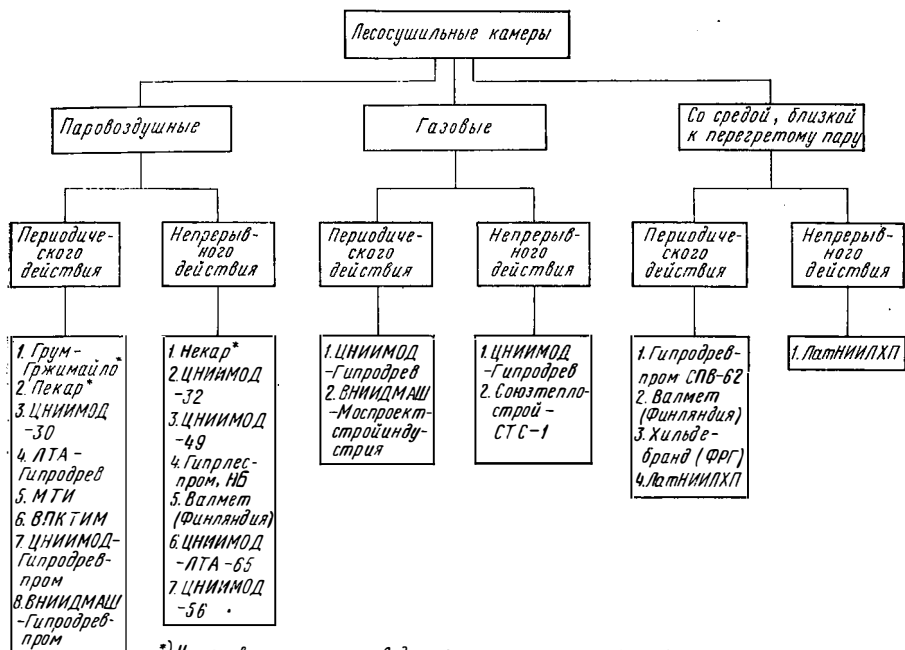 Лесосушильные камеры
Паровоздушные
Газовые
Со средой, близкой
к перегретому пару
Периодиче-
ского
действия
Непрерыв-
ного
действия
Периодиче-
ского
действия
Непрерыв-
ного
действия
Периодиче-
ского
действия
Непрерыв-
ного
действия
1. Грум-
Гржимайло*
2. Пекар*
3. ЦНИИМОД
-30
4. ЛТА-
Гипродрев
5. МТИ
6. ВПКТИМ
7. ЦНИИМОД-
Гипродрев-
пром
8. ВНИИДМАШ
-Гипродрев-
пром
1. Некар*
2. ЦНИИМОД
-32
3. ЦНИИМОД
-49
4. Гипрлес-
пром, НБ
5. Валмет
(Финляндия)
6. ЦНИИМОД
-ЛТА-65
7. ЦНИИМОД
-56
1. ЦНИИМОД
-Гипродрев
2. ВНИИДМАШ
-Моспроект-
стройинду-
стрия
1. ЦНИИМОД
-Гипродрев
2. Союзтепло-
строй-
СТС-1
1. Гипродрев-
пром СПВ-62
2. Валмет
(Финляндия)
3. Хильде-
бранд (ФРГ)
4. ЛатНИИЛХП
1. ЛатНИИЛХП
*)